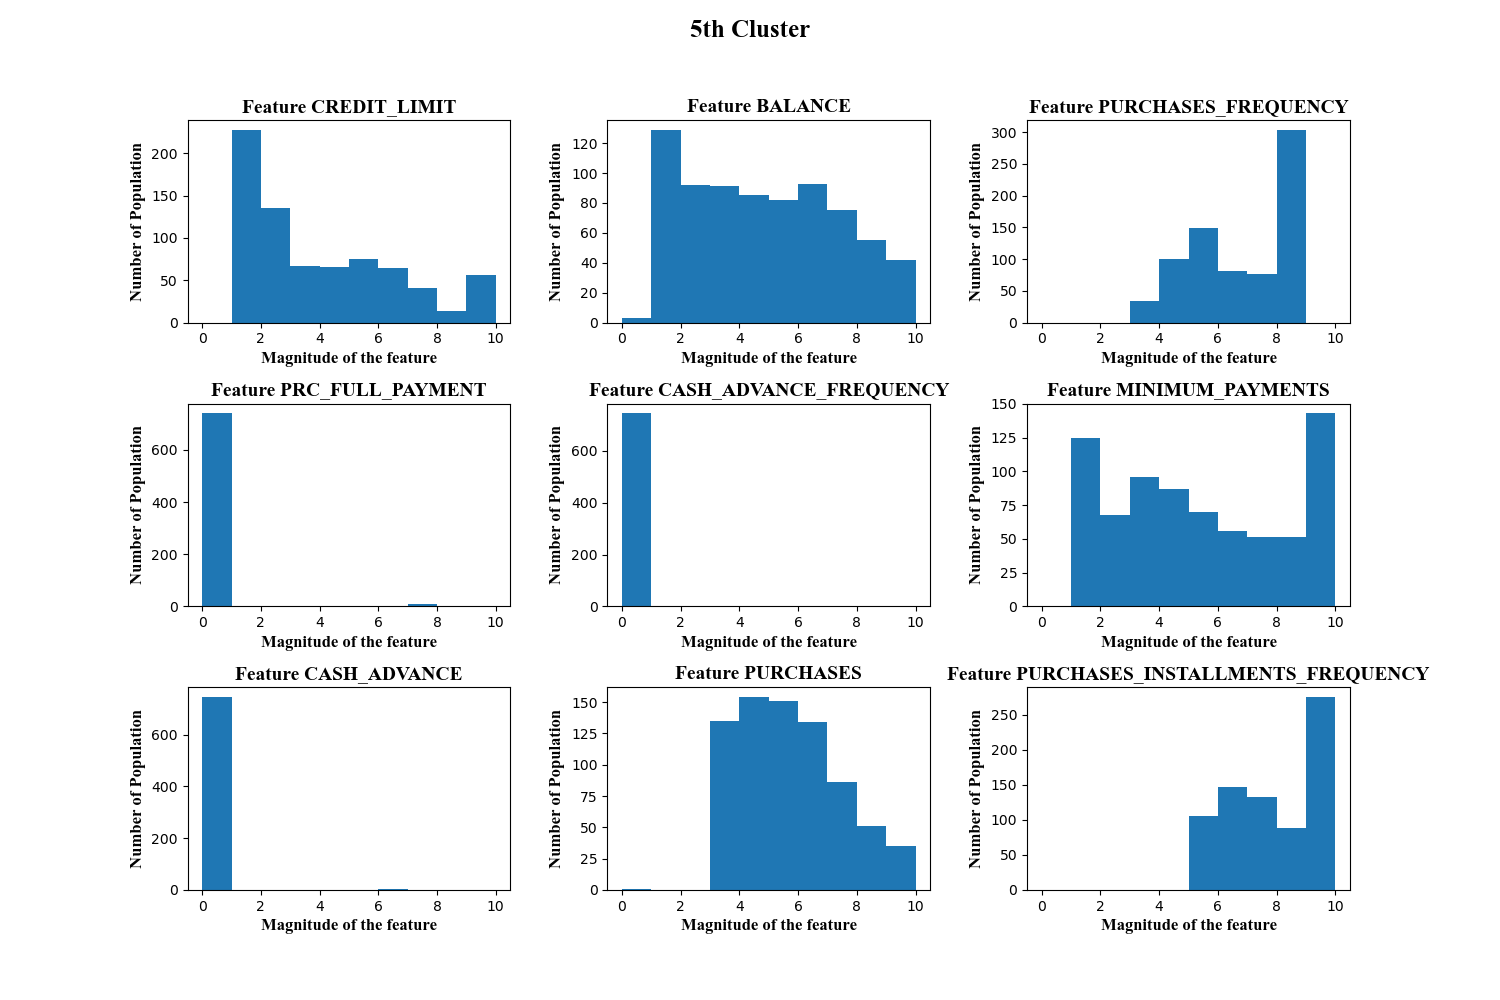 5th Cluster
Feature CREDIT_LIMIT
Number of Population
200
150
100
50
0
0 2 4 6 8 10
Magnitude of the feature
Feature BALANCE
Number of Population
120
100
80
60
40
20
0
0 2 4 6 8 10
Magnitude of the feature
Feature PURCHASES_FREQUENCY
Number of Population
300
250
200
150
100
50
0
0 2 4 6 8 10
Magnitude of the feature
Feature PRC_FULL_PAYMENT
Number of Population
600
400
200
0
0 2 4 6 8 10
Magnitude of the feature
Feature CASH_ADVANCE_FREQUENCY
Number of Population
600
400
200
0
0 2 4 6 8 10
Magnitude of the feature
Feature MINIMUM_PAYMENTS
Number of Population
150
125
100
75
50
25
0
0 2 4 6 8 10
Magnitude of the feature
Feature CASH_ADVANCE
Number of Population
600
400
200
0
0 2 4 6 8 10
Magnitude of the feature
Feature PURCHASES
Number of Population
150
125
100
75
50
25
0
0 2 4 6 8 10
Magnitude of the feature
Feature PURCHASES_INSTALLMENTS_FREQUENCY
Number of Population
250
200
150
100
50
0
0 2 4 6 8 10
Magnitude of the feature